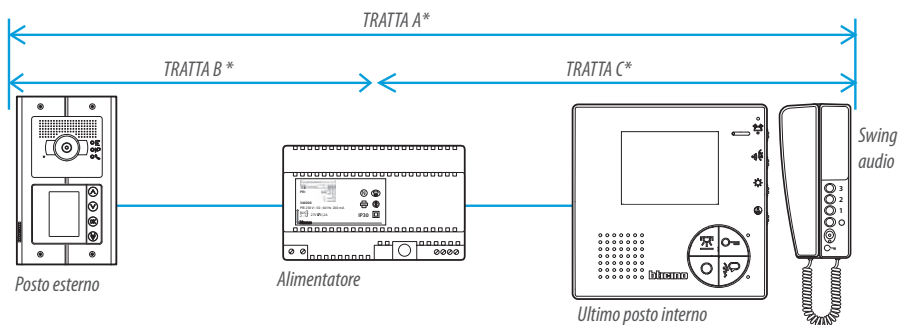 TRATTA A*
TRATTA B *
TRATTA C*
Swing
audio
IP30
bticino
Posto esterno
Alimentatore
Ultimo posto interno
3
2
1